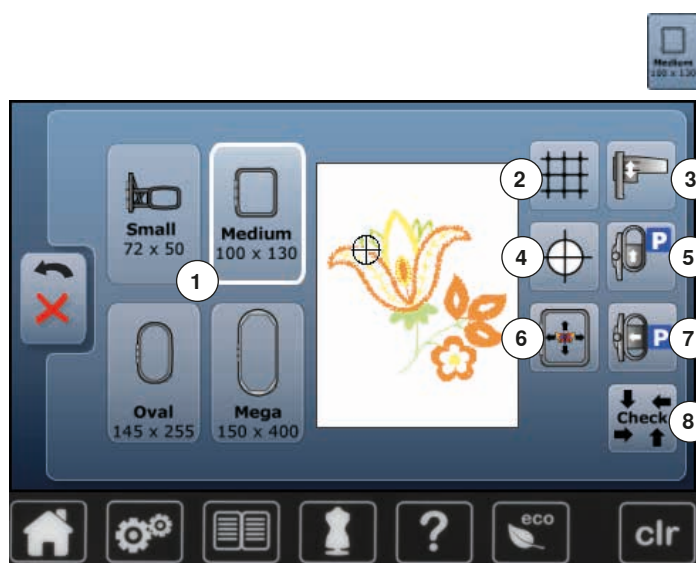 Medium
100 x 130
Small
72 x 50
Medium
100 x 130
1
2
3
4
P
5
6
P
7
Oval
145 x 255
Mega
150 x 400
Check
8
?
eco
clr